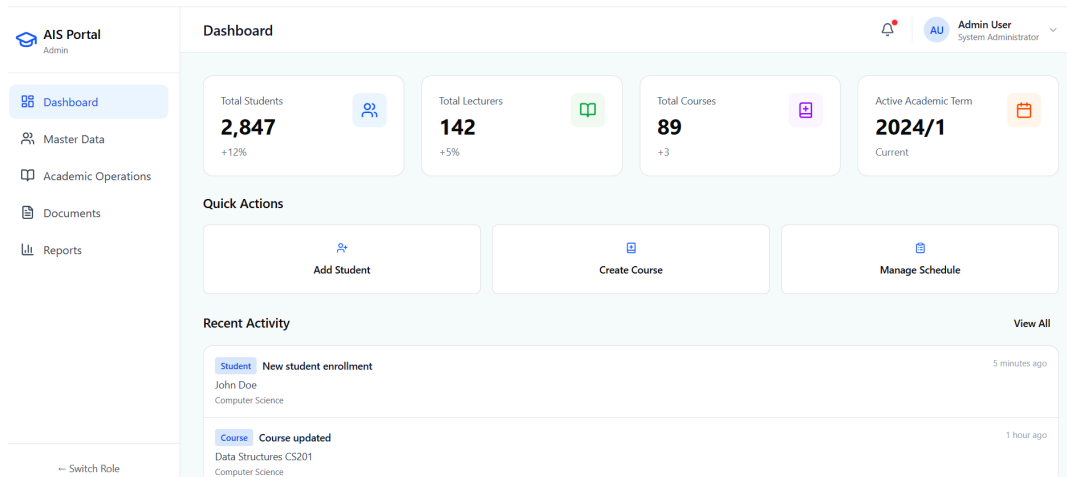 AIS Portal
Admin
Dashboard
Master Data
Academic Operations
Documents
Reports
← Switch Role
Dashboard
AU
Admin User
System Administrator
Total Students
2,847
+12%
Total Lecturers
142
+5%
Total Courses
89
+3
Active Academic Term
2024/1
Current
Quick Actions
Add Student
Create Course
Manage Schedule
Recent Activity
View All
Student New student enrollment
5 minutes ago
John Doe
Computer Science
Course Course updated
1 hour ago
Data Structures CS201
Computer Science